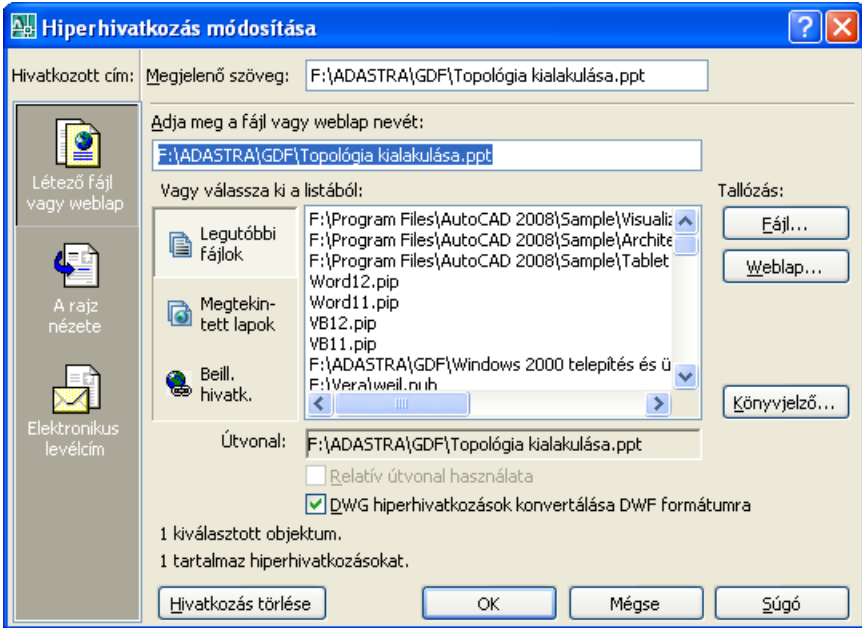 Hiperhivatkozás módosítása
Hivatkozott cím: Megjelenő szöveg: F:\ADASTRA\GDF\Topológia kialakulása.ppt
Adja meg a fájl vagy weblap nevét:
F:\ADASTRA\GDF\Topológia kialakulása.ppt
Létező fájl
vagy weblap
A rajz
nézete
Elektronikus
levélcím
Vagy válassza ki a listából:
Legutóbbi
fájlok
Megtekin-
tett lapok
Beill.
hivatk.
F:\Program Files\AutoCAD 2008\Sample\Visualiz
F:\Program Files\AutoCAD 2008\Sample\Archite
F:\Program Files\AutoCAD 2008\Sample\Tablet
Word12.pip
Word11.pip
VB12.pip
VB11.pip
F:\ADASTRA\GDF\Windows 2000 telepítés és ü
F:\Vera\weil.pub
Tallózás:
Fájl...
Weblap...
Könyvjelző...
Útvonal: F:\ADASTRA\GDF\Topológia kialakulása.ppt
Relatív útvonal használata
DWG hiperhivatkozások konvertálása DWF formátumra
1 kiválasztott objektum.
1 tartalmaz hiperhivatkozásokat.
Hivatkozás törlése OK Mégse Súgó